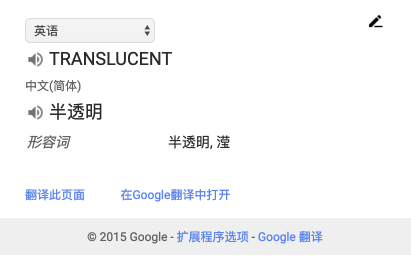 英语
TRANSLUCENT
中文(简体)
半透明
形容词 半透明, 滢
翻译此页面 在Google翻译中打开
© 2015 Google - 扩展程序选项 - Google 翻译